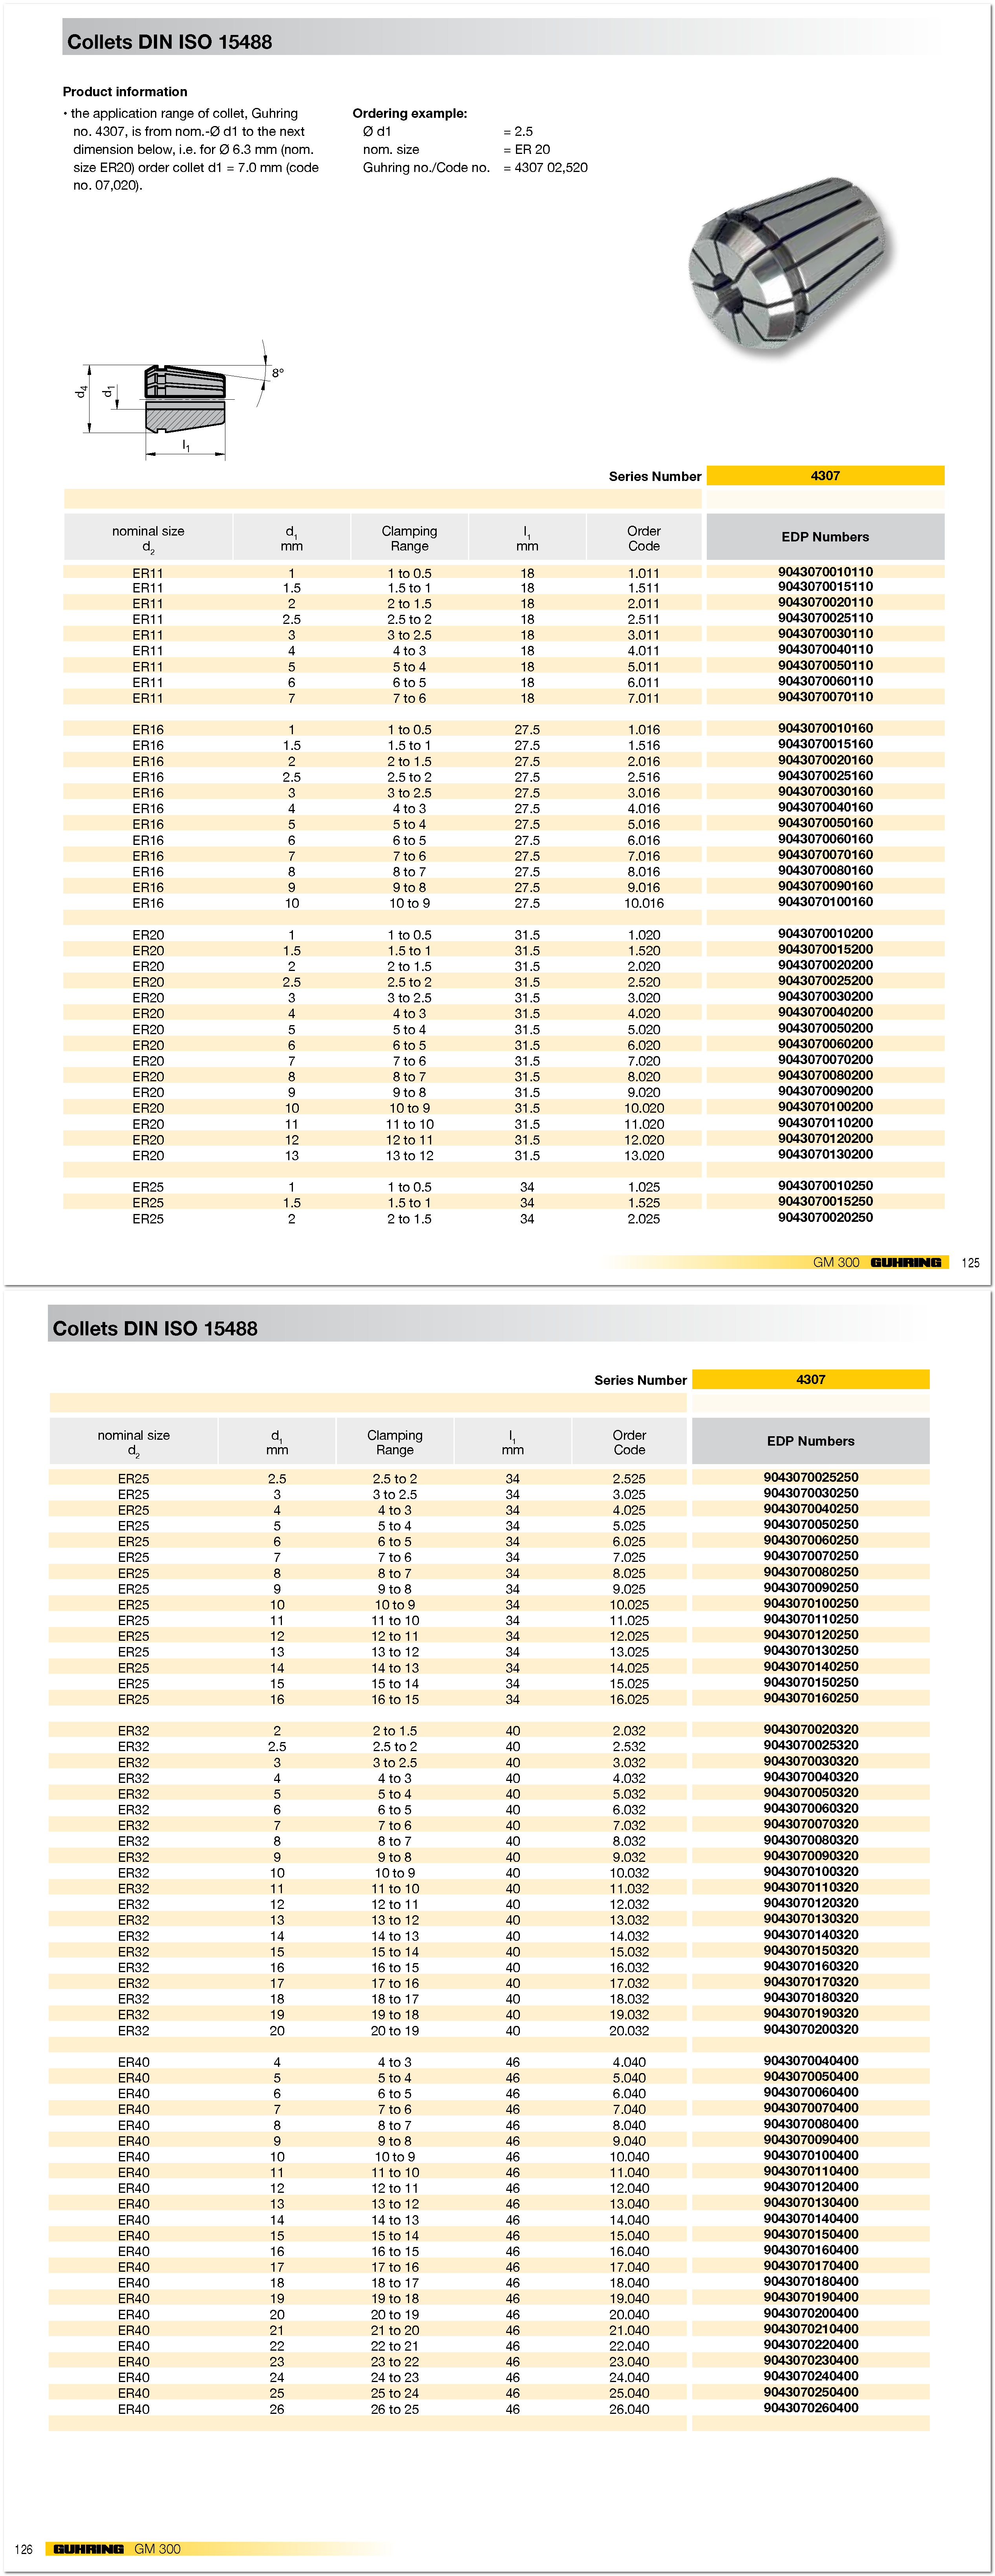 Collets DIN ISO 15488
Product information
• the application range of collet, Guhring
no. 4307, is from nom.-Ø d1 to the next
dimension below, i.e. for Ø 6.3 mm (nom.
size ER20) order collet d1 = 7.0 mm (code
no. 07,020).
Ordering example:
Ø d1 = 2.5
nom. size = ER 20
Guhring no./Code no. = 4307 02,520
8°
d4 d1
l1
Series Number 4307
nominal size d1 Clamping l1 Order EDP Numbers
d2 mm Range mm Code
ER11 1 1 to 0.5 18 1.011 9043070010110
ER11 1.5 1.5 to 1 18 1.511 9043070015110
ER11 2 2 to 1.5 18 2.011 9043070020110
ER11 2.5 2.5 to 2 18 2.511 9043070025110
ER11 3 3 to 2.5 18 3.011 9043070030110
ER11 4 4 to 3 18 4.011 9043070040110
ER11 5 5 to 4 18 5.011 9043070050110
ER11 6 6 to 5 18 6.011 9043070060110
ER11 7 7 to 6 18 7.011 9043070070110
ER16 1 1 to 0.5 27.5 1.016 9043070010160
ER16 1.5 1.5 to 1 27.5 1.516 9043070015160
ER16 2 2 to 1.5 27.5 2.016 9043070020160
ER16 2.5 2.5 to 2 27.5 2.516 9043070025160
ER16 3 3 to 2.5 27.5 3.016 9043070030160
ER16 4 4 to 3 27.5 4.016 9043070040160
ER16 5 5 to 4 27.5 5.016 9043070050160
ER16 6 6 to 5 27.5 6.016 9043070060160
ER16 7 7 to 6 27.5 7.016 9043070070160
ER16 8 8 to 7 27.5 8.016 9043070080160
ER16 9 9 to 8 27.5 9.016 9043070090160
ER16 10 10 to 9 27.5 10.016 9043070100160
ER20 1 1 to 0.5 31.5 1.020 9043070010200
ER20 1.5 1.5 to 1 31.5 1.520 9043070015200
ER20 2 2 to 1.5 31.5 2.020 9043070020200
ER20 2.5 2.5 to 2 31.5 2.520 9043070025200
ER20 3 3 to 2.5 31.5 3.020 9043070030200
ER20 4 4 to 3 31.5 4.020 9043070040200
ER20 5 5 to 4 31.5 5.020 9043070050200
ER20 6 6 to 5 31.5 6.020 9043070060200
ER20 7 7 to 6 31.5 7.020 9043070070200
ER20 8 8 to 7 31.5 8.020 9043070080200
ER20 9 9 to 8 31.5 9.020 9043070090200
ER20 10 10 to 9 31.5 10.020 9043070100200
ER20 11 11 to 10 31.5 11.020 9043070110200
ER20 12 12 to 11 31.5 12.020 9043070120200
ER20 13 13 to 12 31.5 13.020 9043070130200
ER25 1 1 to 0.5 34 1.025 9043070010250
ER25 1.5 1.5 to 1 34 1.525 9043070015250
ER25 2 2 to 1.5 34 2.025 9043070020250
GM 300 GUHRING 125
Collets DIN ISO 15488
Series Number 4307
nominal size d1 Clamping l1 Order EDP Numbers
d2 mm Range mm Code
ER25 2.5 2.5 to 2 34 2.525 9043070025250
ER25 3 3 to 2.5 34 3.025 9043070030250
ER25 4 4 to 3 34 4.025 9043070040250
ER25 5 5 to 4 34 5.025 9043070050250
ER25 6 6 to 5 34 6.025 9043070060250
ER25 7 7 to 6 34 7.025 9043070070250
ER25 8 8 to 7 34 8.025 9043070080250
ER25 9 9 to 8 34 9.025 9043070090250
ER25 10 10 to 9 34 10.025 9043070100250
ER25 11 11 to 10 34 11.025 9043070110250
ER25 12 12 to 11 34 12.025 9043070120250
ER25 13 13 to 12 34 13.025 9043070130250
ER25 14 14 to 13 34 14.025 9043070140250
ER25 15 15 to 14 34 15.025 9043070150250
ER25 16 16 to 15 34 16.025 9043070160250
ER32 2 2 to 1.5 40 2.032 9043070020320
ER32 2.5 2.5 to 2 40 2.532 9043070025320
ER32 3 3 to 2.5 40 3.032 9043070030320
ER32 4 4 to 3 40 4.032 9043070040320
ER32 5 5 to 4 40 5.032 9043070050320
ER32 6 6 to 5 40 6.032 9043070060320
ER32 7 7 to 6 40 7.032 9043070070320
ER32 8 8 to 7 40 8.032 9043070080320
ER32 9 9 to 8 40 9.032 9043070090320
ER32 10 10 to 9 40 10.032 9043070100320
ER32 11 11 to 10 40 11.032 9043070110320
ER32 12 12 to 11 40 12.032 9043070120320
ER32 13 13 to 12 40 13.032 9043070130320
ER32 14 14 to 13 40 14.032 9043070140320
ER32 15 15 to 14 40 15.032 9043070150320
ER32 16 16 to 15 40 16.032 9043070160320
ER32 17 17 to 16 40 17.032 9043070170320
ER32 18 18 to 17 40 18.032 9043070180320
ER32 19 19 to 18 40 19.032 9043070190320
ER32 20 20 to 19 40 20.032 9043070200320
ER40 4 4 to 3 46 4.040 9043070040400
ER40 5 5 to 4 46 5.040 9043070050400
ER40 6 6 to 5 46 6.040 9043070060400
ER40 7 7 to 6 46 7.040 9043070070400
ER40 8 8 to 7 46 8.040 9043070080400
ER40 9 9 to 8 46 9.040 9043070090400
ER40 10 10 to 9 46 10.040 9043070100400
ER40 11 11 to 10 46 11.040 9043070110400
ER40 12 12 to 11 46 12.040 9043070120400
ER40 13 13 to 12 46 13.040 9043070130400
ER40 14 14 to 13 46 14.040 9043070140400
ER40 15 15 to 14 46 15.040 9043070150400
ER40 16 16 to 15 46 16.040 9043070160400
ER40 17 17 to 16 46 17.040 9043070170400
ER40 18 18 to 17 46 18.040 9043070180400
ER40 19 19 to 18 46 19.040 9043070190400
ER40 20 20 to 19 46 20.040 9043070200400
ER40 21 21 to 20 46 21.040 9043070210400
ER40 22 22 to 21 46 22.040 9043070220400
ER40 23 23 to 22 46 23.040 9043070230400
ER40 24 24 to 23 46 24.040 9043070240400
ER40 25 25 to 24 46 25.040 9043070250400
ER40 26 26 to 25 46 26.040 9043070260400
126 GUHRING GM 300